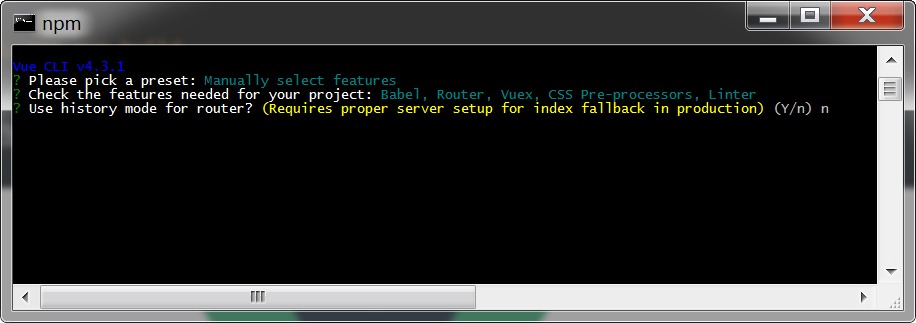 npm
Vue CLI v4.3.1
? Please pick a preset: Manually select features
? Check the features needed for your project: Babel, Router, Vuex, CSS Pre-processors, Linter
? Use history mode for router? (Requires proper server setup for index fallback in production) (Y/n) n